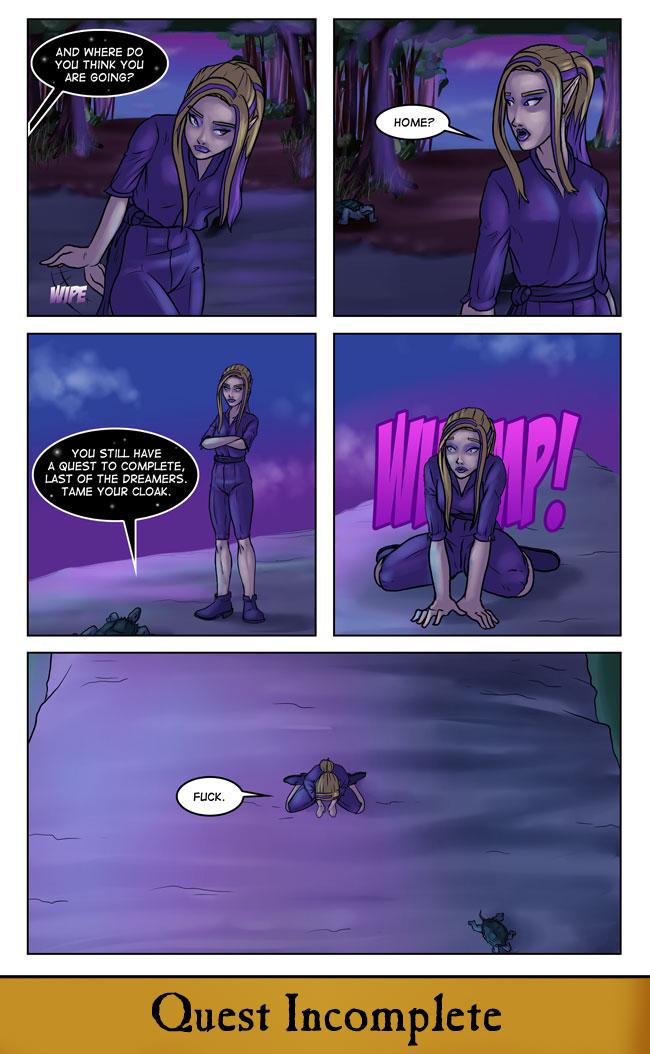 AND WHERE DO
YOU THINK YOU
ARE GOING?
WIPE
HOME?
YOU STILL HAVE
A QUEST TO COMPLETE,
LAST OF THE DREAMERS.
TAME YOUR CLOAK.
FUCK.
Quest Incomplete